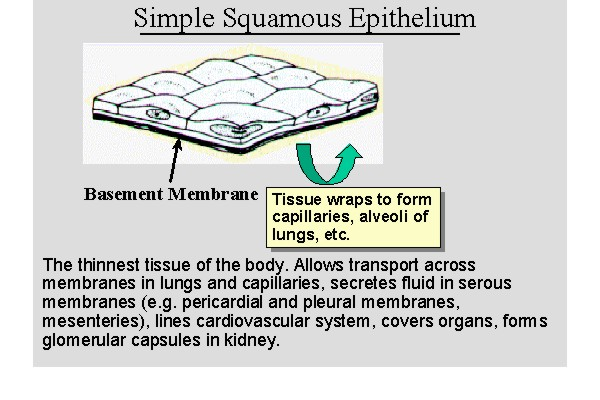 Simple Squamous Epithelium
Basement Membrane
Tissue wraps to form
capillaries, alveoli of
lungs, etc.
The thinnest tissue of the body. Allows transport across
membranes in lungs and capillaries, secretes fluid in serous
membranes (e.g. pericardial and pleural membranes,
mesenteries), lines cardiovascular system, covers organs, forms
glomerular capsules in kidney.